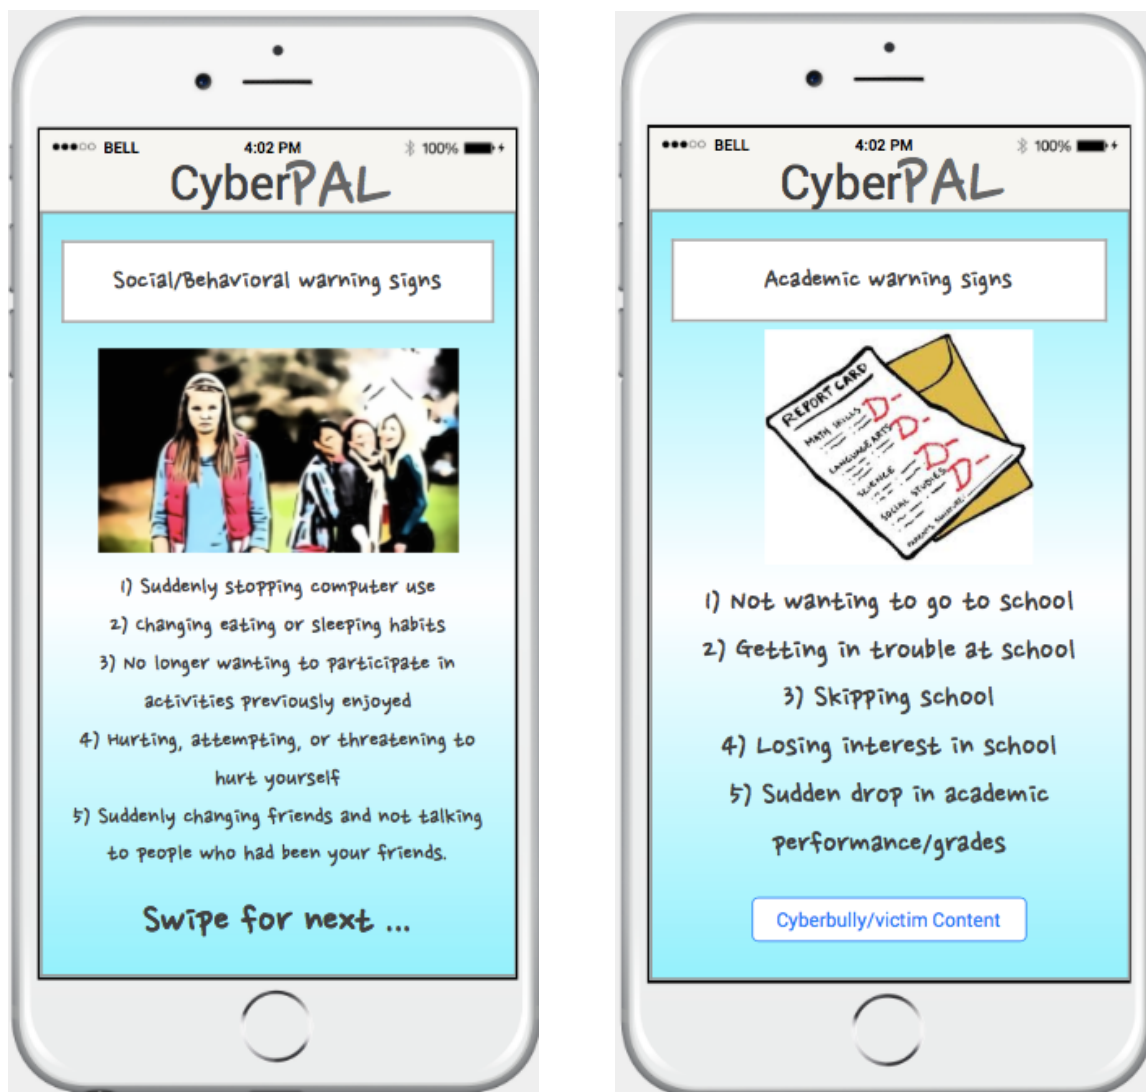 BELL 4:02 PM 100%
CyberPAL
Social/Behavioral warning signs
1) Suddenly stopping computer use
2) Changing eating or sleeping habits
3) No longer wanting to participate in
activities previously enjoyed
4) Hurting, attempting, or threatening to
hurt yourself
5) Suddenly changing friends and not talking
to people who had been your friends.
Swipe for next ...
BELL 4:02 PM 100%
CyberPAL
Academic warning signs
REPORT CARD
MATH SKILLS D-
LANGUAGE ARTS D-
SCIENCE D-
SOCIAL STUDIES D-
1) Not wanting to go to school
2) Getting in trouble at school
3) Skipping school
4) Losing interest in school
5) Sudden drop in academic
performance/grades
Cyberbully/victim Content